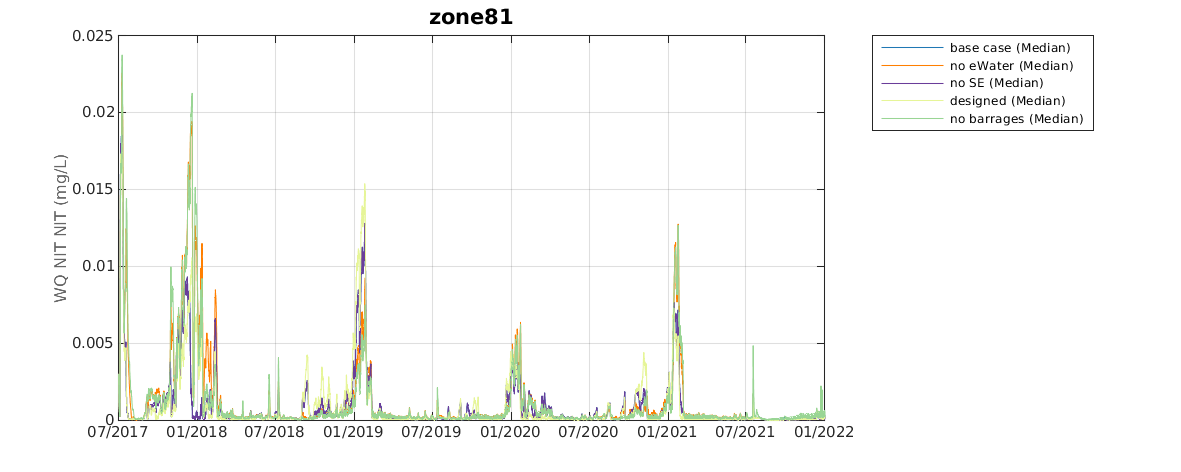 zone81
WQ NIT NIT (mg/L)
0.025
0.02
0.015
0.01
0.005
0
07/2017 01/2018 07/2018 01/2019 07/2019 01/2020 07/2020 01/2021 07/2021 01/2022
base case (Median)
no eWater (Median)
no SE (Median)
designed (Median)
no barrages (Median)